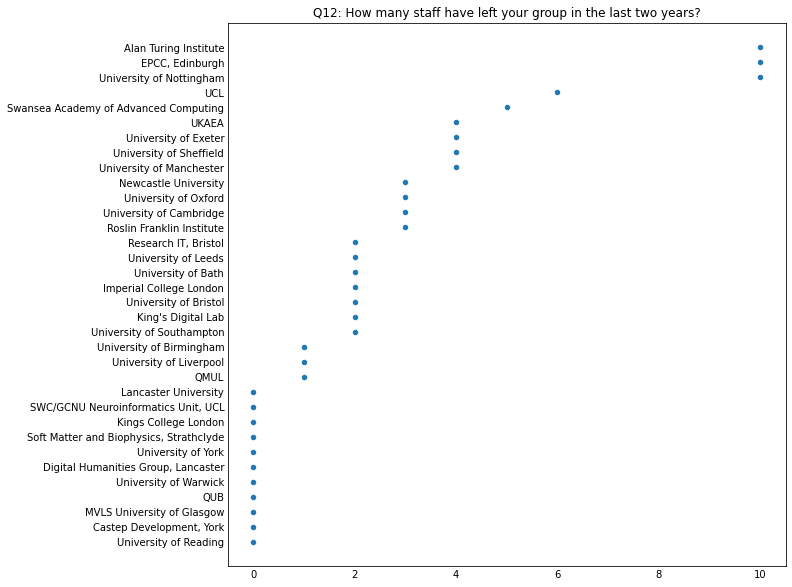 Q12: How many staff have left your group in the last two years?
Alan Turing Institute
EPCC, Edinburgh
University of Nottingham
UCL
Swansea Academy of Advanced Computing
UKAEA
University of Exeter
University of Sheffield
University of Manchester
Newcastle University
University of Oxford
University of Cambridge
Roslin Franklin Institute
Research IT, Bristol
University of Leeds
University of Bath
Imperial College London
University of Bristol
King's Digital Lab
University of Southampton
University of Birmingham
University of Liverpool
QMUL
Lancaster University
SWC/GCNU Neuroinformatics Unit, UCL
Kings College London
Soft Matter and Biophysics, Strathclyde
University of York
Digital Humanities Group, Lancaster
University of Warwick
QUB
MVLS University of Glasgow
Castep Development, York
University of Reading
0 2 4 6 8 10